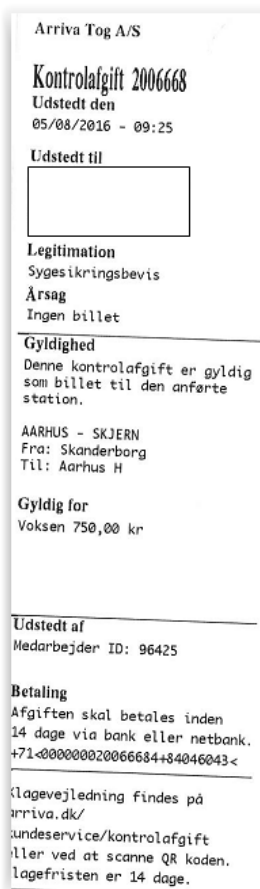 Arriva Tog A/S
Kontrolafgift 2006668
Udstedt den
05/08/2016 - 09:25
Udstedt til
Legitimation
Sygesikringsbevis
Årsag
Ingen billet
Gyldighed
Denne kontrolafgift er gyldig
som billet til den anførte
station.
AARHUS - SKJERN
Fra: Skanderborg
Til: Aarhus H
Gyldig for
Voksen 750,00 kr
Udstedt af
Medarbejder ID: 96425
Betaling
Afgiften skal betales inden
14 dage via bank eller netbank.
+71<000000020066684+84046043<
Klagevejledning findes på
arriva.dk/
kundeservice/kontrolafgift
eller ved at scanne QR koden.
Klagefristen er 14 dage.